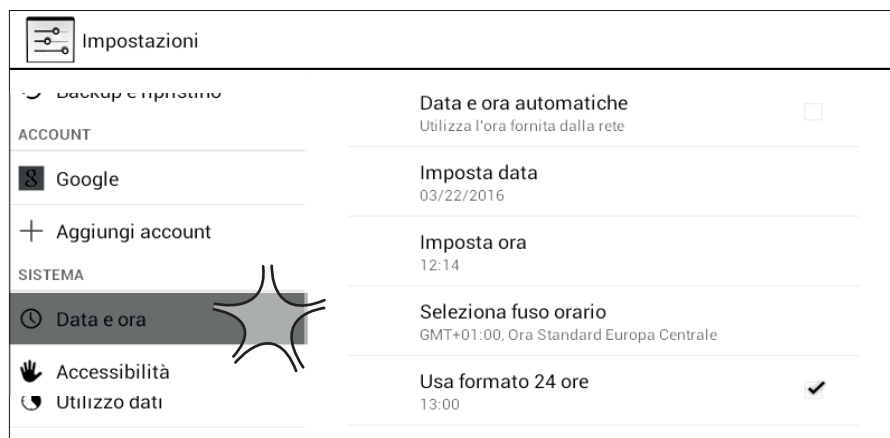 Impostazioni
Backup e ripristino
ACCOUNT
Google
Aggiungi account
SISTEMA
Data e ora
Accessibilità
Utilizzo dati
Data e ora automatiche
Utilizza l'ora fornita dalla rete
Imposta data
03/22/2016
Imposta ora
12:14
Seleziona fuso orario
GMT+01:00, Ora Standard Europa Centrale
Usa formato 24 ore
13:00